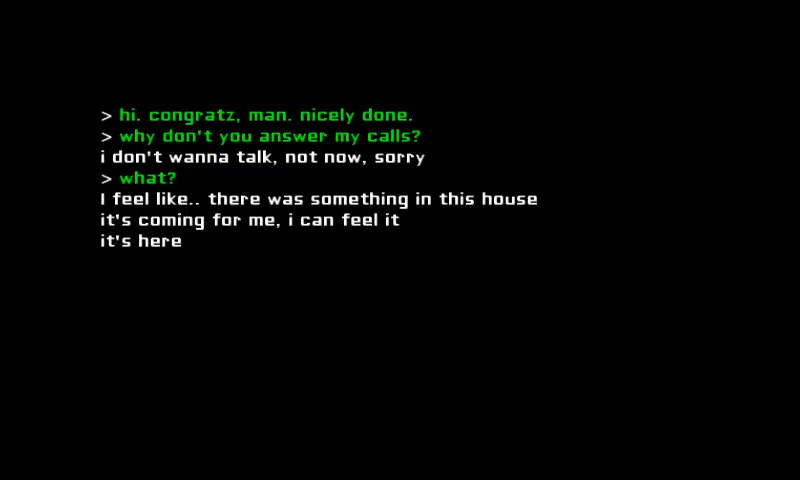 > hi. congratz, man. nicely done.
> why don't you answer my calls?
i don't wanna talk, not now, sorry
> what?
I feel like.. there was something in this house
it's coming for me, i can feel it
it's here